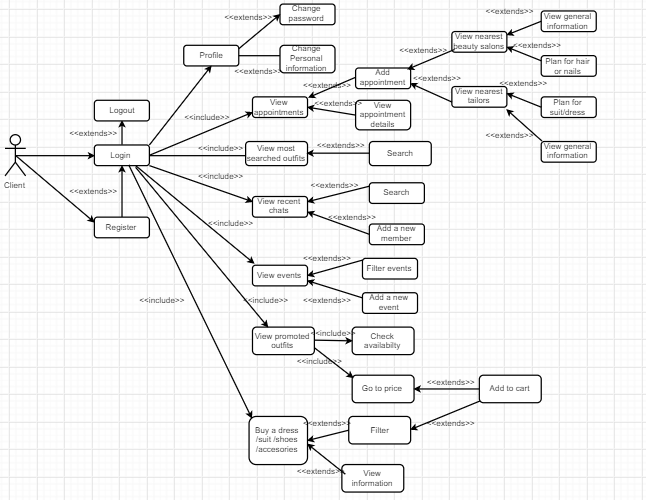 <<extends>>
Change
password
<<extends>>
View general
information
Profile
Change
Personal
information
<<extends>>
<<extends>>
View nearest
beauty salons
<<extends>>
Plan for hair
or nails
Add
appointment
<<extends>>
<<extends>>
<<extends>>
View nearest
tailors
Plan for
suit/dress
Logout
<<include>>
View
appointments
<<extends>>
View
appointment
details
<<extends>>
<<extends>>
View general
information
Client
Login
<<include>>
View most
searched outfits
<<extends>>
Search
<<include>>
<<extends>>
<<extends>>
Search
View recent
chats
<<extends>>
Register
<<include>>
Add a new
member
<<extends>>
View events
Filter events
<<include>>
<<include>>
<<extends>>
Add a new
event
View promoted
outfits
<<include>>
Check
availabilty
<<include>>
Go to price
<<extends>>
Add to cart
Buy a dress
/suit /shoes
/accesories
<<extends>>
Filter
<<extends>>
<<extends>>
View
information